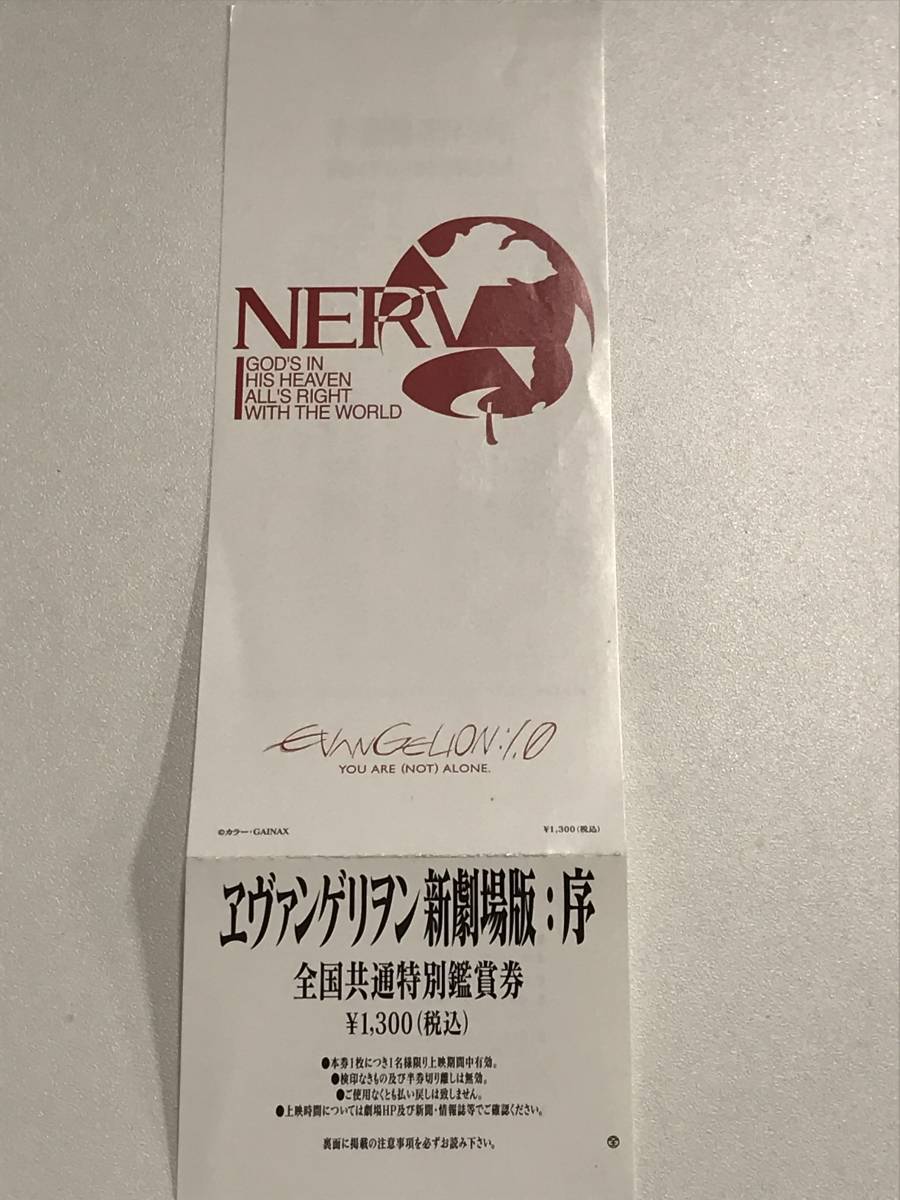 NERV
GOD'S IN
HIS HEAVEN
ALL'S RIGHT
WITH THE WORLD
EVANGELION:1.0
YOU ARE (NOT) ALONE.
©カラー・GAINAX
¥1,300(税込)
ヱヴァンゲリヲン新劇場版：序
全国共通特別鑑賞券
¥1,300(税込)
●本券1枚につき1名様限り上映期間中有効。
●検印なきもの及び半券切り離しは無効。
●ご使用なくとも払い戻しは致しません。
●上映時間については劇場HP及び新聞・情報誌等でご確認ください。
裏面に掲載の注意事項を必ずお読み下さい。